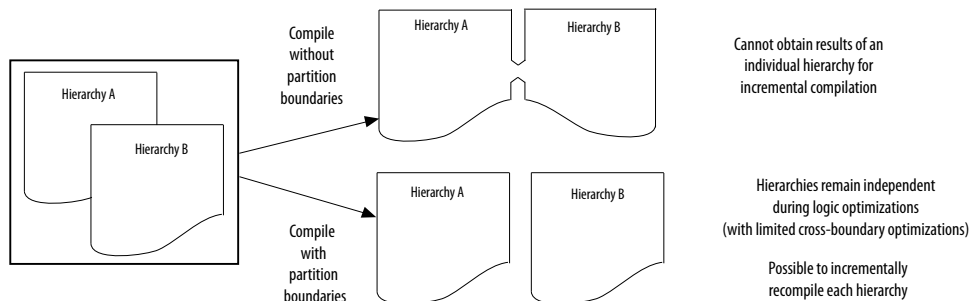 Hierarchy A
Hierarchy B
Compile
without
partition
boundaries
Hierarchy A
Hierarchy B
Cannot obtain results of an
individual hierarchy for
incremental compilation
Compile
with
partition
boundaries
Hierarchy A
Hierarchy B
Hierarchies remain independent
during logic optimizations
(with limited cross-boundary optimizations)
Possible to incrementally
recompile each hierarchy